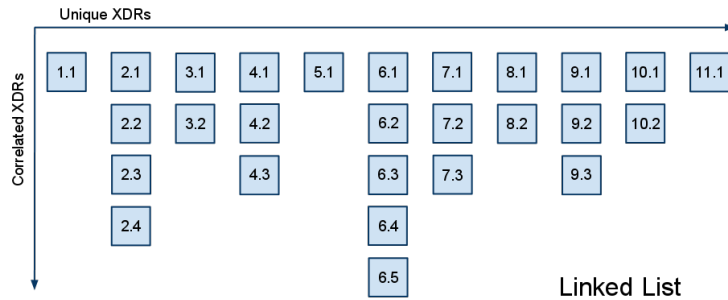 Unique XDRs
Correlated XDRs
1.1 2.1 3.1 4.1 5.1 6.1 7.1 8.1 9.1 10.1 11.1
2.2 3.2 4.2 6.2 7.2 8.2 9.2 10.2
2.3 4.3 6.3 7.3 9.3
2.4 6.4
6.5
Linked List